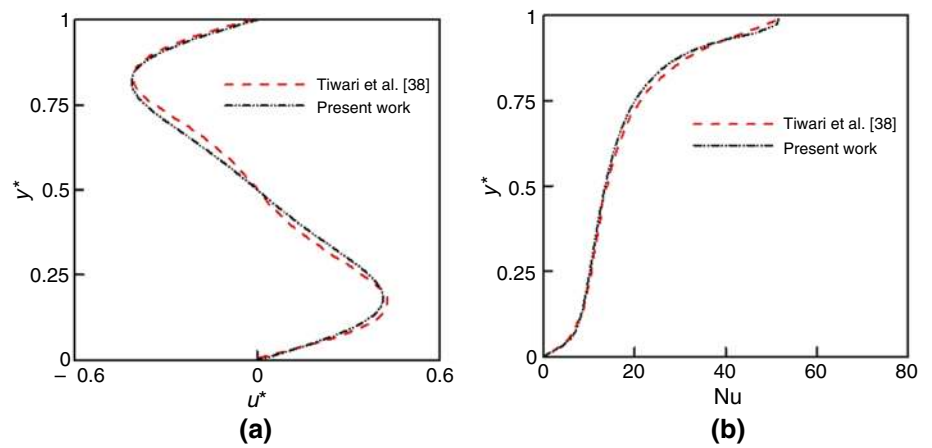 1
0.75
0.5
0.25
0
y*
– 0.6
0
0.6
u*
Tiwari et al. [38]
Present work
(a)
1
0.75
0.5
0.25
0
y*
0
20
40
60
80
Nu
Tiwari et al. [38]
Present work
(b)